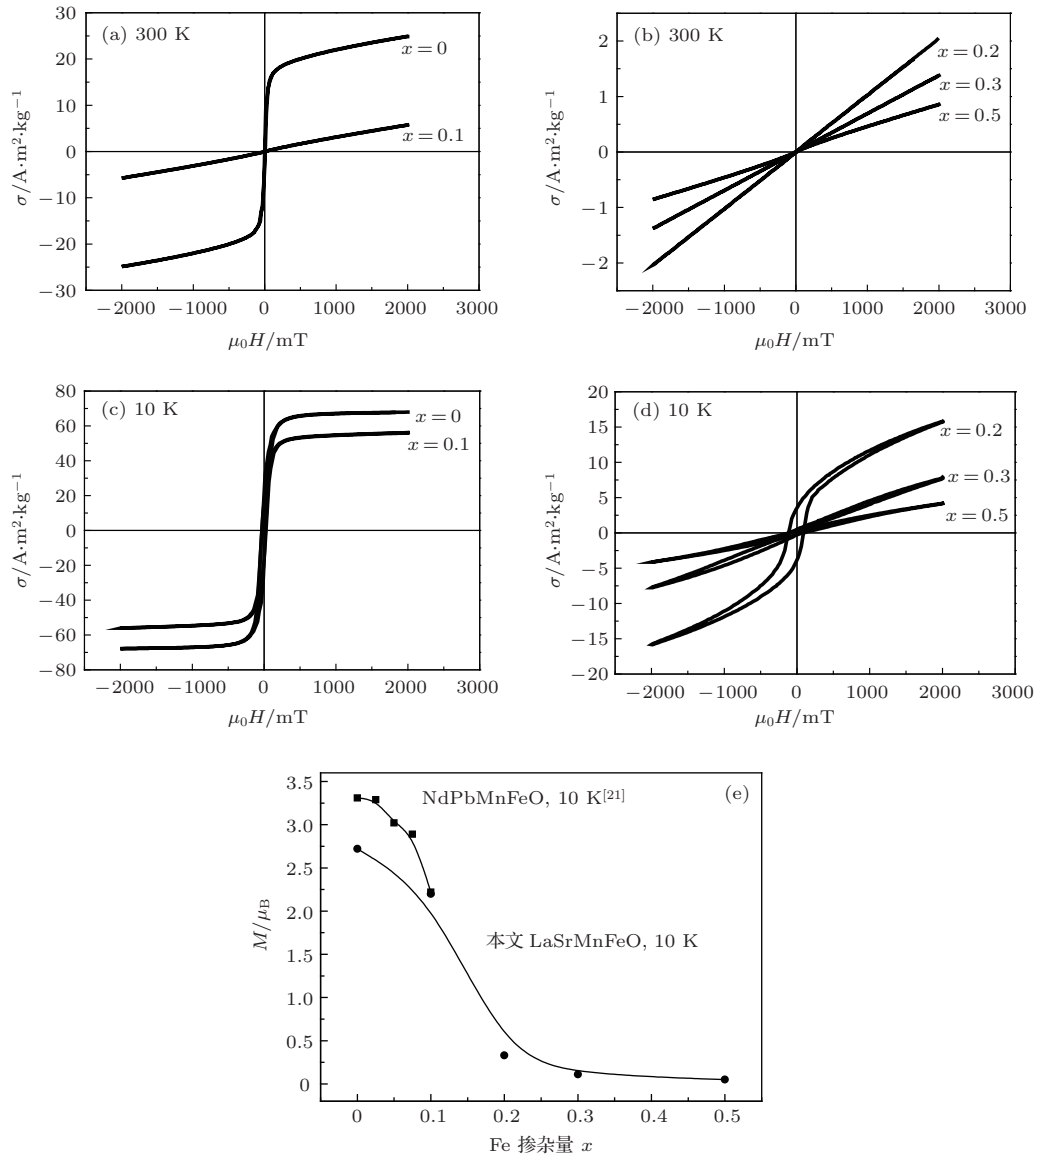 (a) 300 K
x=0
x=0.1
30
20
10
0
−10
−20
−30
σ/A·m²·kg⁻¹
−2000 −1000 0 1000 2000 3000
μ₀H/mT
(b) 300 K
x=0.2
x=0.3
x=0.5
2
1
0
−1
−2
σ/A·m²·kg⁻¹
−2000 −1000 0 1000 2000 3000
μ₀H/mT
(c) 10 K
x=0
x=0.1
80
60
40
20
0
−20
−40
−60
−80
σ/A·m²·kg⁻¹
−2000 −1000 0 1000 2000 3000
μ₀H/mT
(d) 10 K
x=0.2
x=0.3
x=0.5
20
15
10
5
0
−5
−10
−15
−20
σ/A·m²·kg⁻¹
−2000 −1000 0 1000 2000 3000
μ₀H/mT
NdPbMnFeO, 10 K[21]
(e)
本文 LaSrMnFeO, 10 K
3.5
3.0
2.5
2.0
1.5
1.0
0.5
0
M/μB
0 0.1 0.2 0.3 0.4 0.5
Fe 掺杂量 x